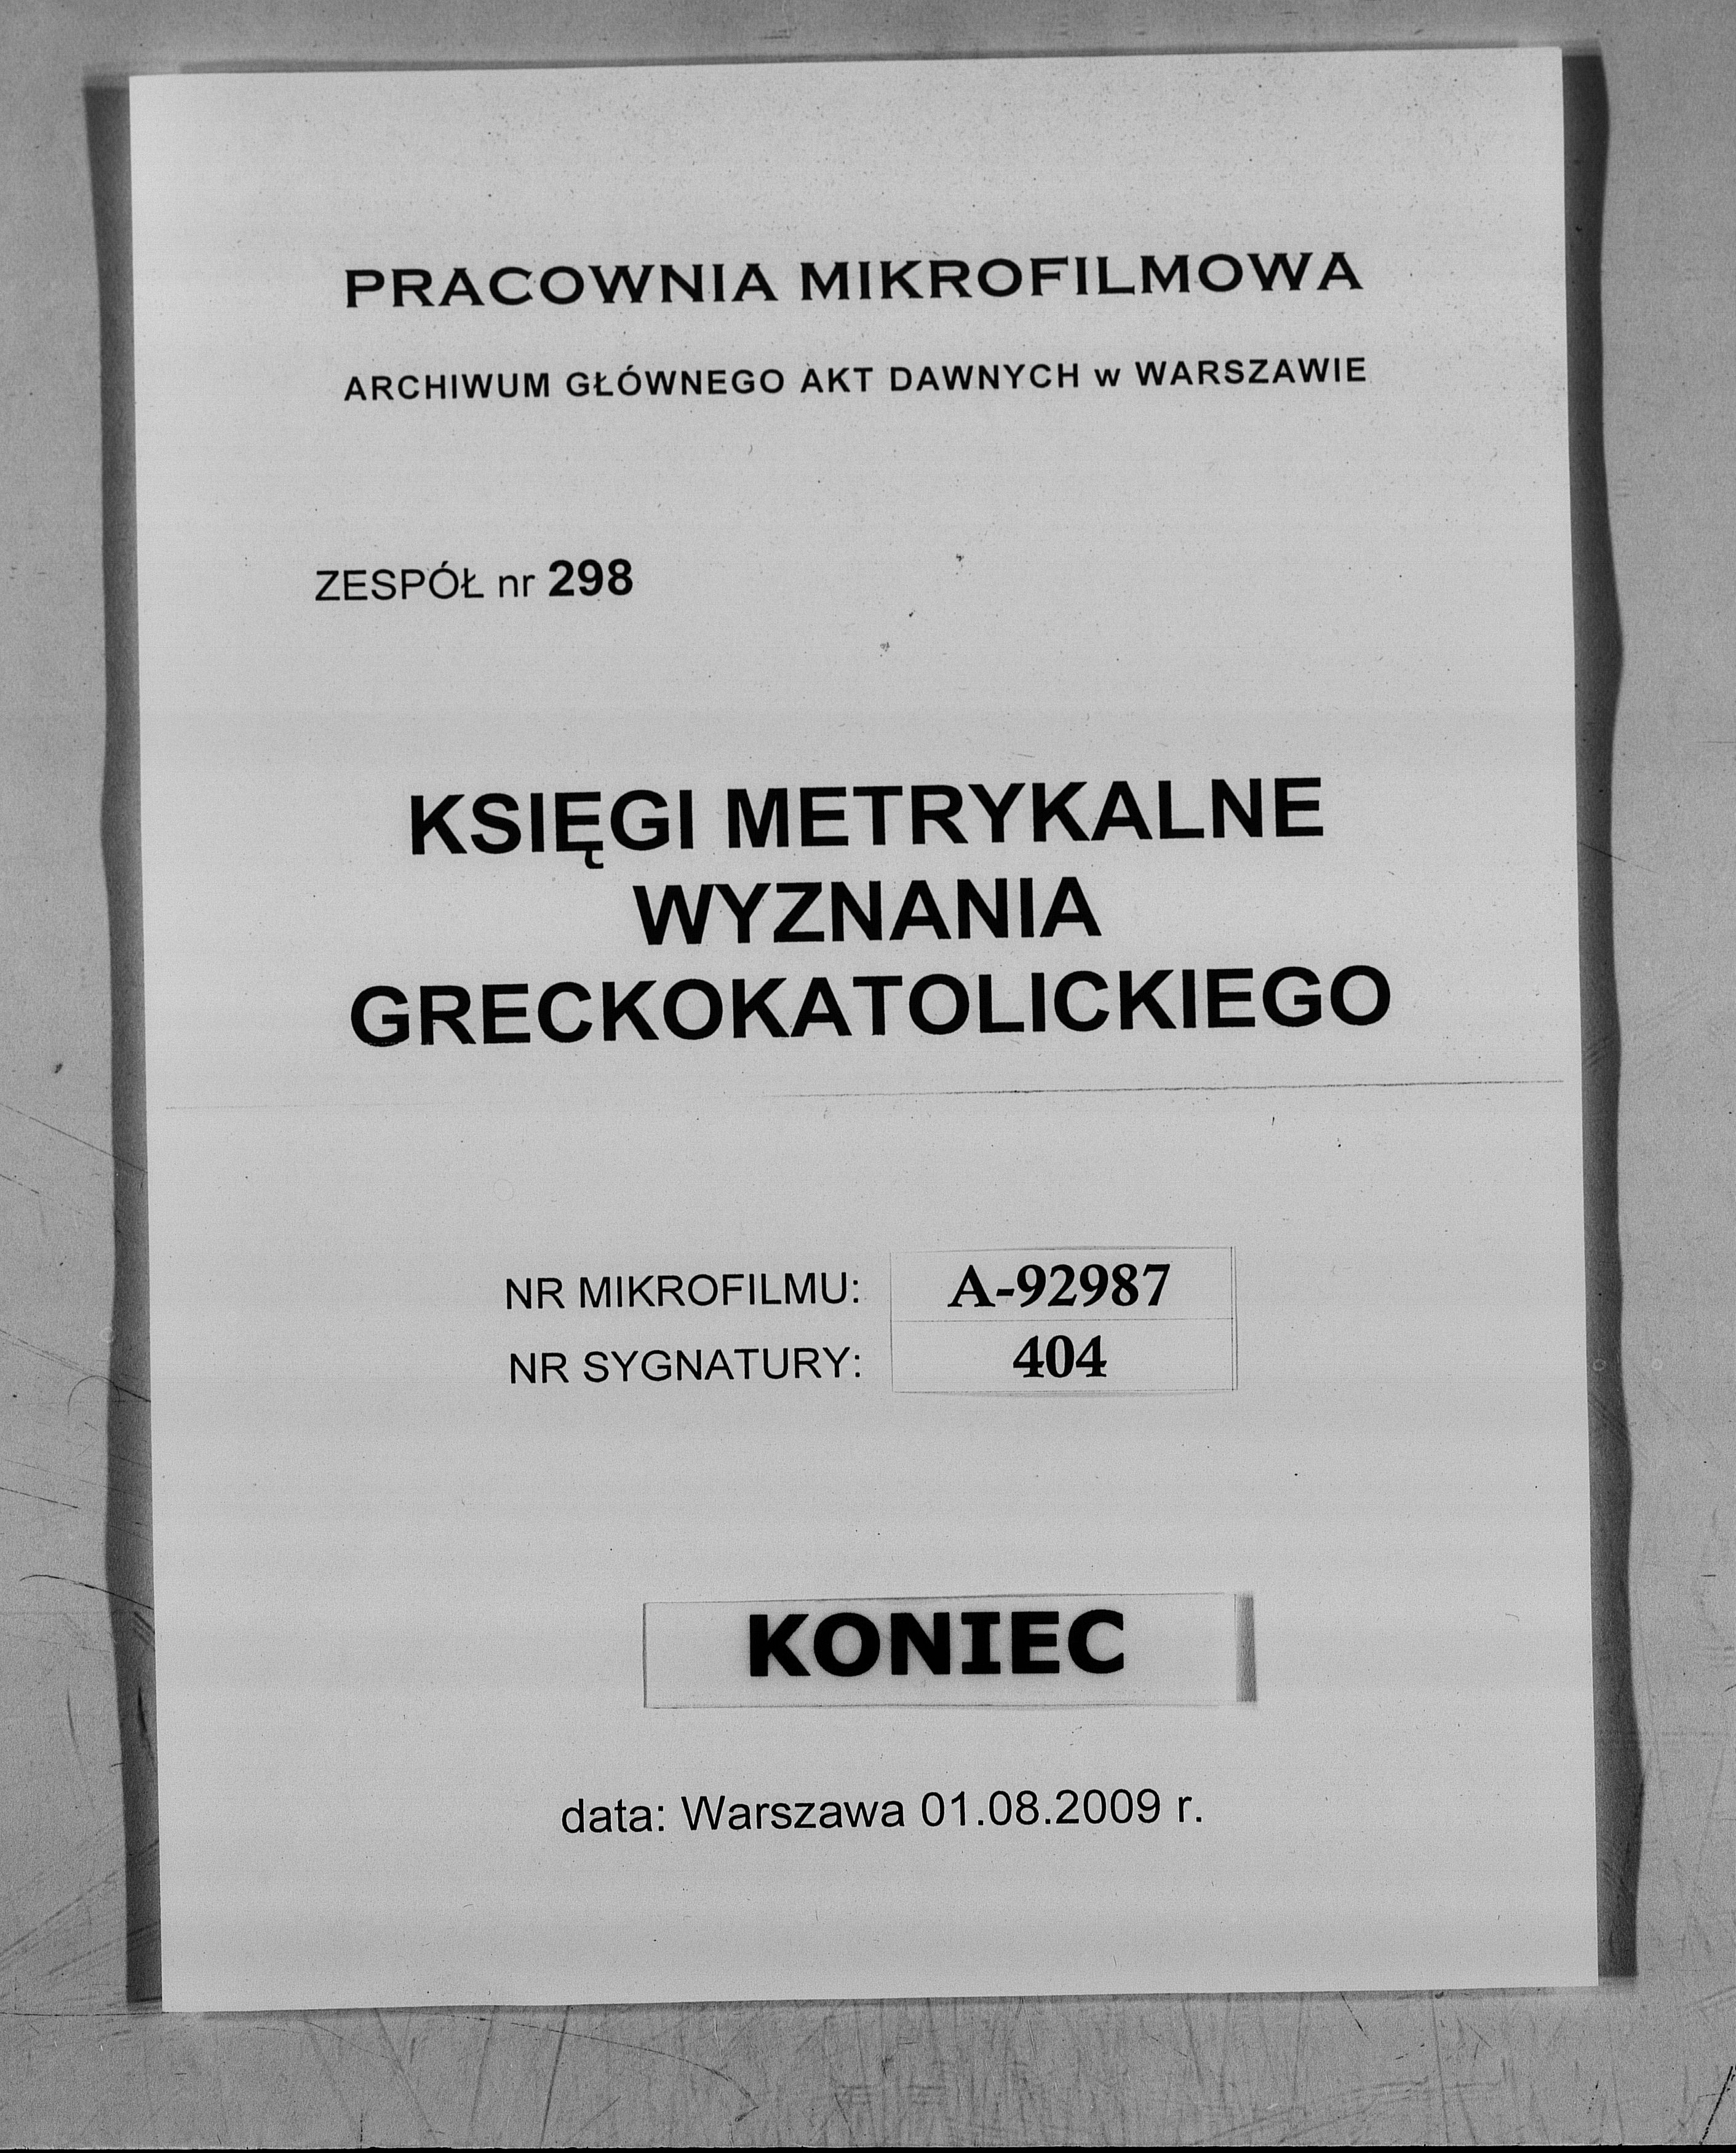 PRACOWNIA MIKROFILMOWA
ARCHIWUM GŁÓWNEGO AKT DAWNYCH w WARSZAWIE
ZESPÓŁ nr 298
KSIĘGI METRYKALNE
WYZNANIA
GRECKOKATOLICKIEGO
NR MIKROFILMU: A-92987
NR SYGNATURY: 404
KONIEC
data: Warszawa 01.08.2009 r.